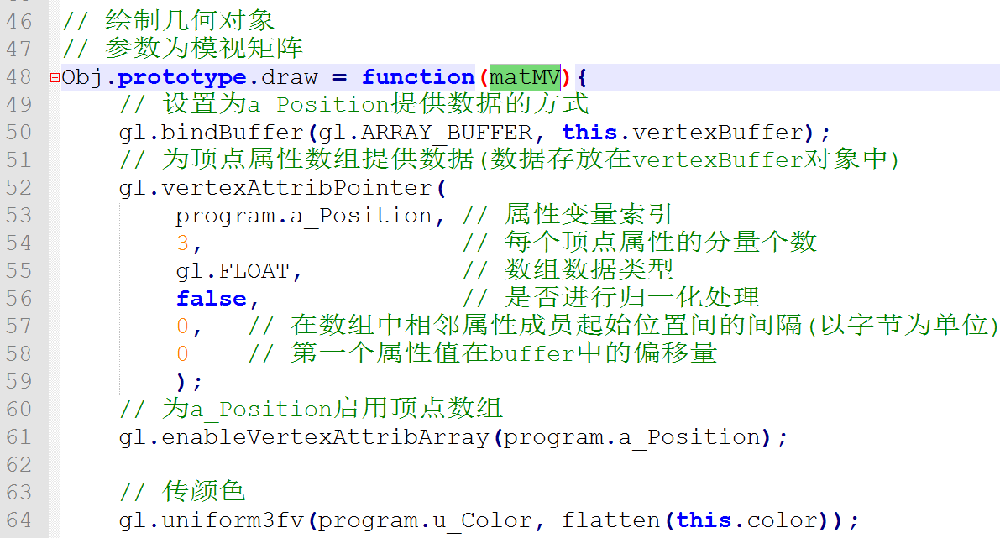 46 // 绘制几何对象
47 // 参数为模视矩阵
48 Obj.prototype.draw = function(matMV){
49 // 设置为a_Position提供数据的方式
50 gl.bindBuffer(gl.ARRAY_BUFFER, this.vertexBuffer);
51 // 为顶点属性数组提供数据(数据存放在vertexBuffer对象中)
52 gl.vertexAttribPointer(
53 program.a_Position, // 属性变量索引
54 3, // 每个顶点属性的分量个数
55 gl.FLOAT, // 数组数据类型
56 false, // 是否进行归一化处理
57 0, // 在数组中相邻属性成员起始位置间的间隔(以字节为单位)
58 0 // 第一个属性值在buffer中的偏移量
59 );
60 // 为a_Position启用顶点数组
61 gl.enableVertexAttribArray(program.a_Position);
62
63 // 传颜色
64 gl.uniform3fv(program.u_Color, flatten(this.color));